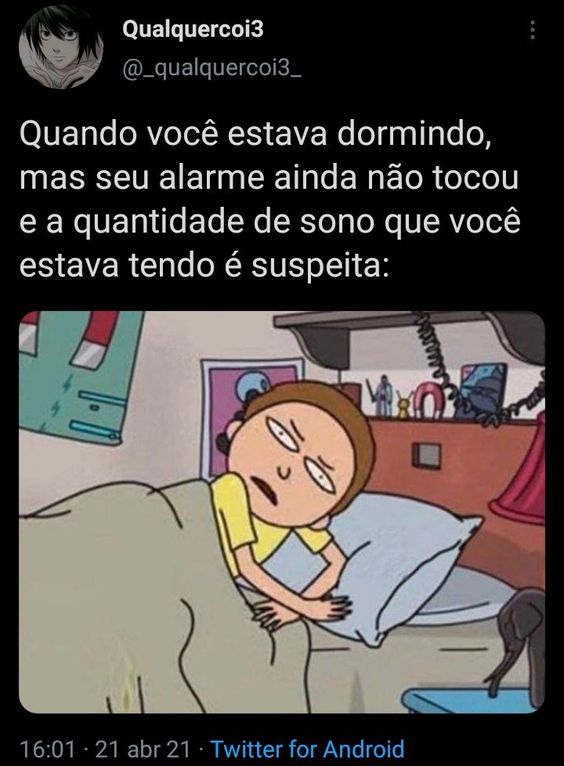 Qualquercoi3
@_qualquercoi3_
Quando você estava dormindo,
mas seu alarme ainda não tocou
e a quantidade de sono que você
estava tendo é suspeita:
16:01 · 21 abr 21 · Twitter for Android